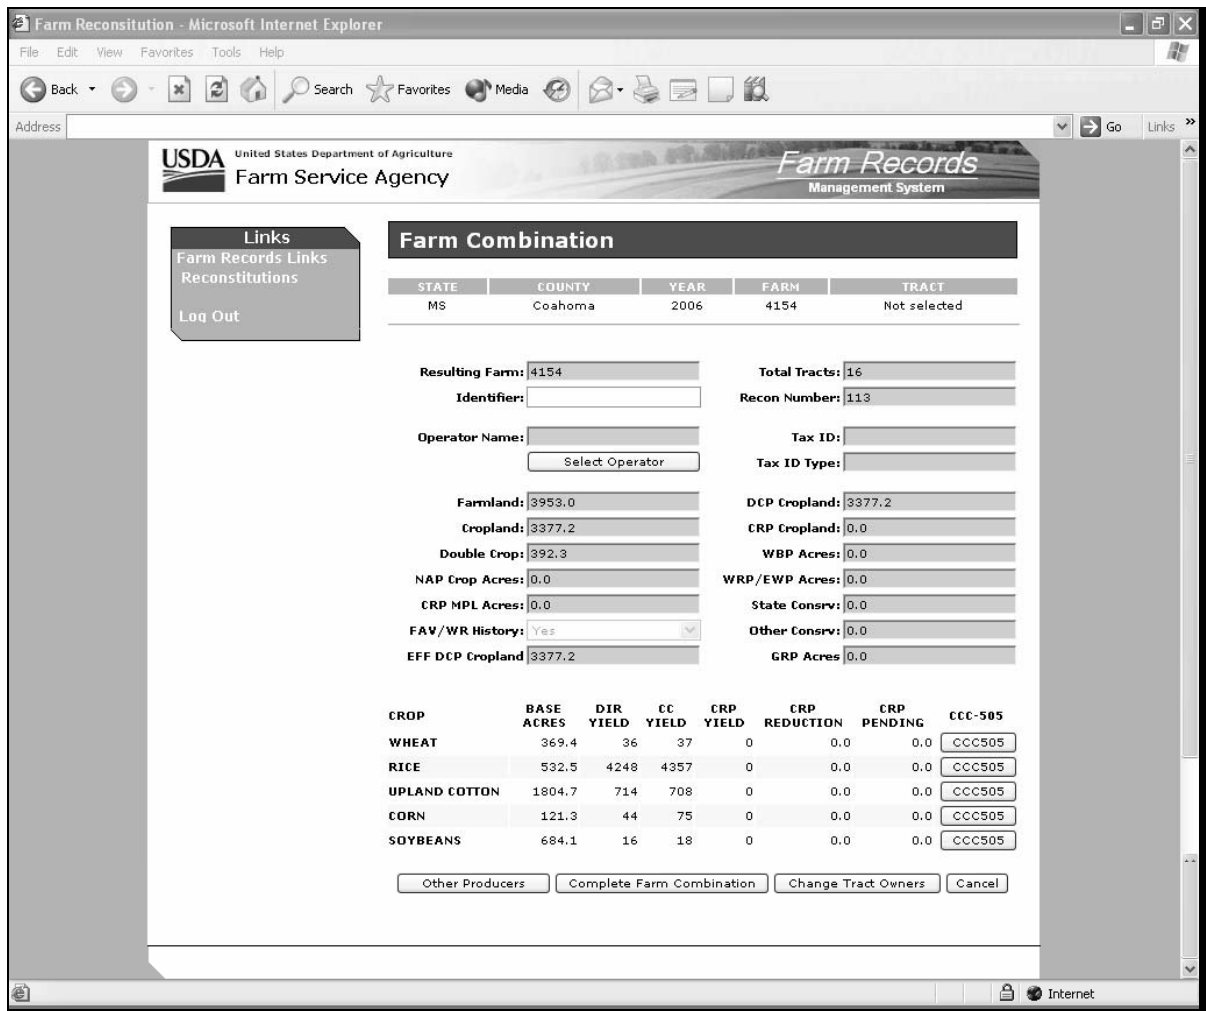 Farm Reconsitution - Microsoft Internet Explorer
File Edit View Favorites Tools Help
Back Search Favorites Media
Address Go Links »
USDA United States Department of Agriculture
Farm Service Agency
Farm Records
Management System
Links
Farm Records Links
Reconstitutions
Log Out
Farm Combination
STATE COUNTY YEAR FARM TRACT
MS Coahoma 2006 4154 Not selected
Resulting Farm: 4154 Total Tracts: 16
Identifier: Recon Number: 113
Operator Name: Tax ID:
Select Operator Tax ID Type:
Farmland: 3953.0 DCP Cropland: 3377.2
Cropland: 3377.2 CRP Cropland: 0.0
Double Crop: 392.3 WBP Acres: 0.0
NAP Crop Acres: 0.0 WRP/EWP Acres: 0.0
CRP MPL Acres: 0.0 State Consrv: 0.0
FAV/WR History: Yes Other Consrv: 0.0
EFF DCP Cropland 3377.2 GRP Acres 0.0
CROP BASE ACRES DIR YIELD CC YIELD CRP YIELD CRP REDUCTION CRP PENDING CCC-505
WHEAT 369.4 36 37 0 0.0 0.0 CCC505
RICE 532.5 4248 4357 0 0.0 0.0 CCC505
UPLAND COTTON 1804.7 714 708 0 0.0 0.0 CCC505
CORN 121.3 44 75 0 0.0 0.0 CCC505
SOYBEANS 684.1 16 18 0 0.0 0.0 CCC505
Other Producers Complete Farm Combination Change Tract Owners Cancel
Internet